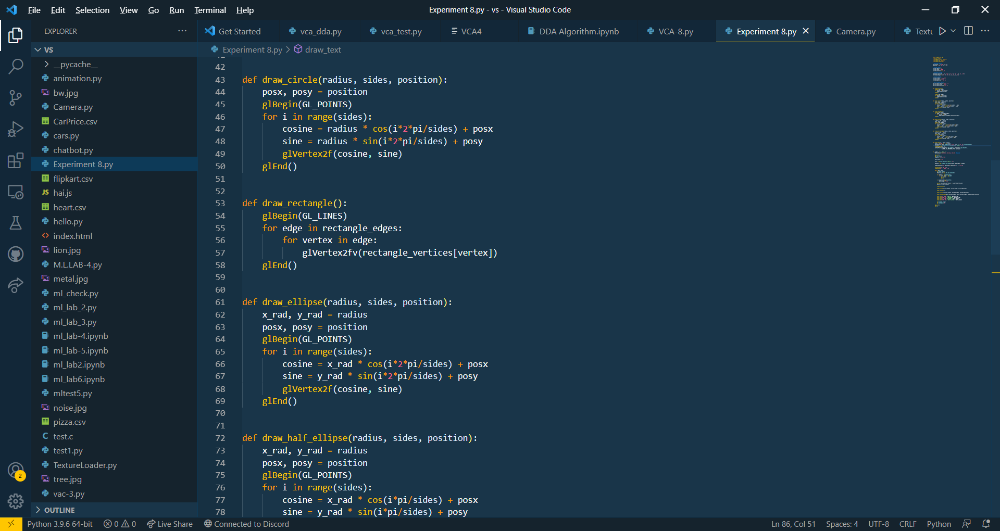 File Edit Selection View Go Run Terminal Help
Experiment 8.py - vs - Visual Studio Code
EXPLORER
Get Started vca_dda.py vca_test.py VCA4 DDA Algorithm.ipynb VCA-8.py Experiment 8.py Camera.py Textu
VS
Experiment 8.py > draw_text
__pycache__
animation.py
bw.jpg
Camera.py
CarPrice.csv
cars.py
chatbot.py
Experiment 8.py
flipkart.csv
JS hai.js
heart.csv
hello.py
index.html
lion.jpg
M.L.LAB-4.py
metal.jpg
ml_check.py
ml_lab_2.py
ml_lab_3.py
ml_lab-4.ipynb
ml_lab-5.ipynb
ml_lab2.ipynb
ml_lab6.ipynb
mltest5.py
noise.jpg
pizza.csv
C test.c
test1.py
TextureLoader.py
tree.jpg
vac-3.py
OUTLINE
2
42
43 def draw_circle(radius, sides, position):
44 posx, posy = position
45 glBegin(GL_POINTS)
46 for i in range(sides):
47 cosine = radius * cos(i*2*pi/sides) + posx
48 sine = radius * sin(i*2*pi/sides) + posy
49 glVertex2f(cosine, sine)
50 glEnd()
51
52
53 def draw_rectangle():
54 glBegin(GL_LINES)
55 for edge in rectangle_edges:
56 for vertex in edge:
57 glVertex2fv(rectangle_vertices[vertex])
58 glEnd()
59
60
61 def draw_ellipse(radius, sides, position):
62 x_rad, y_rad = radius
63 posx, posy = position
64 glBegin(GL_POINTS)
65 for i in range(sides):
66 cosine = x_rad * cos(i*2*pi/sides) + posx
67 sine = y_rad * sin(i*2*pi/sides) + posy
68 glVertex2f(cosine, sine)
69 glEnd()
70
71
72 def draw_half_ellipse(radius, sides, position):
73 x_rad, y_rad = radius
74 posx, posy = position
75 glBegin(GL_POINTS)
76 for i in range(sides):
77 cosine = x_rad * cos(i*pi/sides) + posx
78 sine = y_rad * sin(i*pi/sides) + posy
Python 3.9.6 64-bit 0 0 Live Share Connected to Discord Ln 86, Col 51 Spaces: 4 UTF-8 CRLF Python